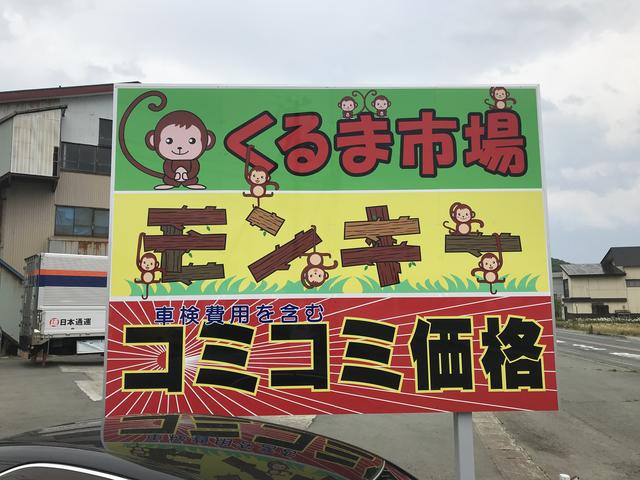 くるま市場
モンキー
車検費用を含む
コミコミ価格
日本通運